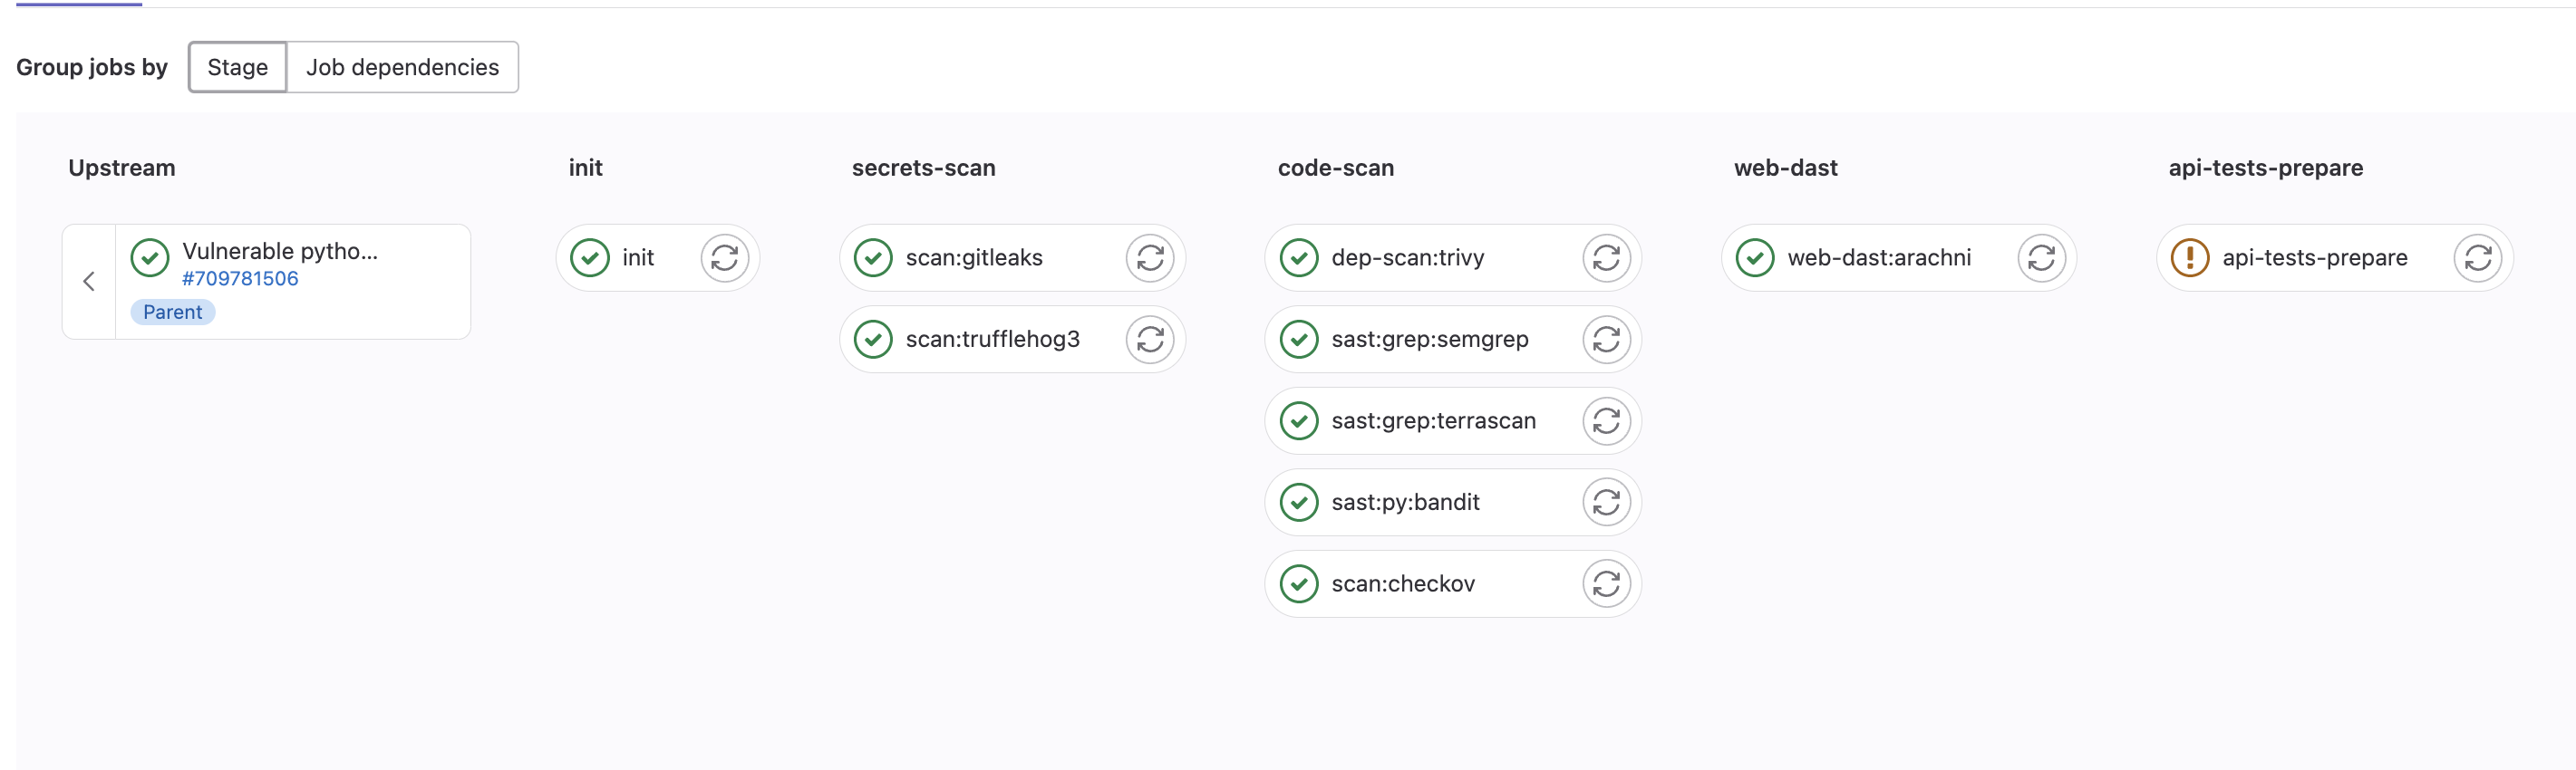 Group jobs by Stage Job dependencies
Upstream init secrets-scan code-scan web-dast api-tests-prepare
Vulnerable pytho...
#709781506
Parent
init
scan:gitleaks
scan:trufflehog3
dep-scan:trivy
sast:grep:semgrep
sast:grep:terrascan
sast:py:bandit
scan:checkov
web-dast:arachni
api-tests-prepare